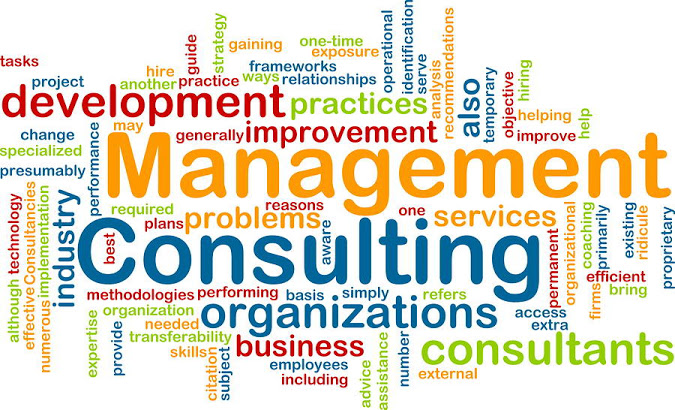 tasks
project
hire
another
guide
practice
strategy
gaining
ways
one-time
exposure
frameworks
relationships
operational
identification
serve
analysis
recommendations
also
temporary
objective
hiring
helping
improve
help
development
practices
change
specialized
presumably
performance
may
generally
improvement
Management
industry
required
plans
problems
reasons
aware
one
services
organizational
coaching
primarily
existing
ridicule
proprietary
although
technology
effective
Consultancies
numerous
implementation
best
Consulting
permanent
efficient
firms
bring
methodologies
performing
basis
simply
refers
organization
organizations
access
extra
expertise
provide
needed
transferability
skills
citation
subject
business
employees
including
advice
assistance
number
consultants
external